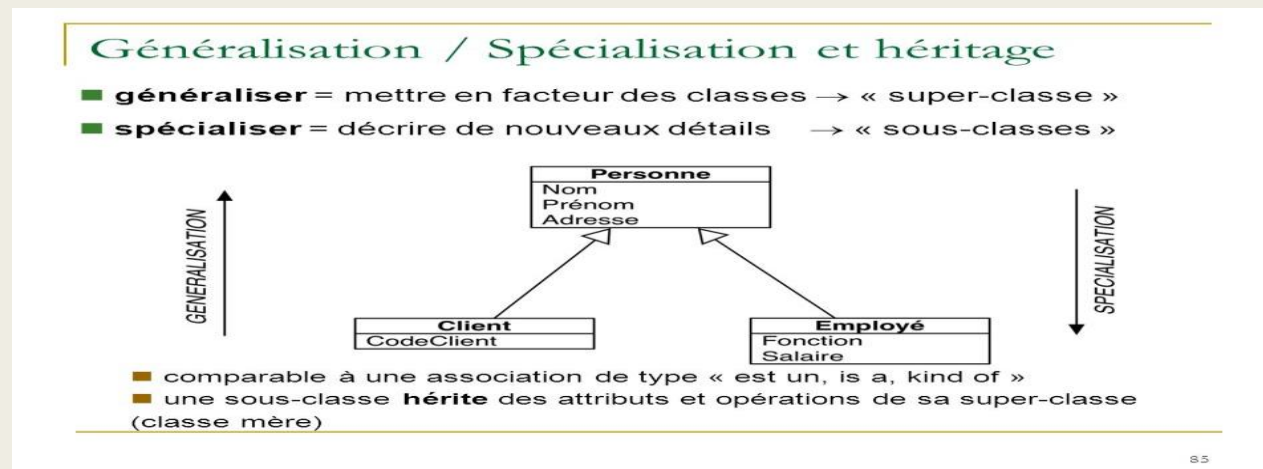 Généralisation / Spécialisation et héritage
généraliser = mettre en facteur des classes → « super-classe »
spécialiser = décrire de nouveaux détails → « sous-classes »
Personne
Nom
Prénom
Adresse
GENERALISATION
SPECIALISATION
Client
CodeClient
Employé
Fonction
Salaire
comparable à une association de type « est un, is a, kind of »
une sous-classe hérite des attributs et opérations de sa super-classe
(classe mère)
85